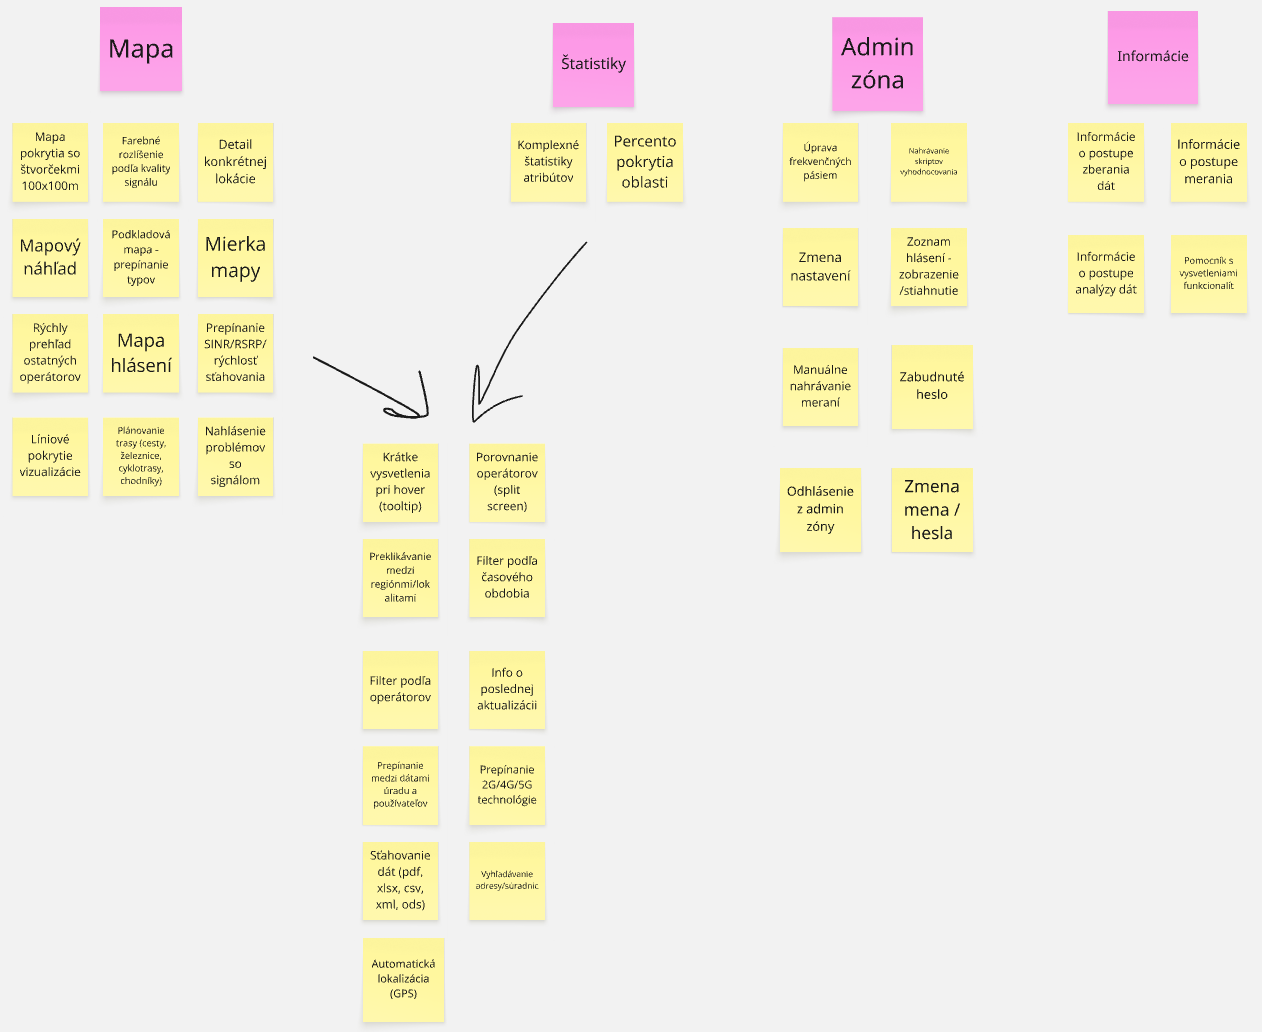 Mapa
Mapa
pokrytia so
štvorčekmi
100x100m
Farebné
rozlíšenie
podľa kvality
signálu
Detail
konkrétnej
lokácie
Mapový
náhľad
Podkladová
mapa -
prepínanie
typov
Mierka
mapy
Rýchly
prehľad
ostatných
operátorov
Mapa
hlásení
Prepínanie
SINR/RSRP/
rýchlosť
sťahovania
Líniové
pokrytie
vizualizácie
Plánovanie
trasy (cesty,
železnice,
cyklotrasy,
chodníky)
Nahlásenie
problémov
so
signálom
Štatistiky
Komplexné
štatistiky
atribútov
Percento
pokrytia
oblasti
Krátke
vysvetlenia
pri hover
(tooltip)
Porovnanie
operátorov
(split
screen)
Preklikávanie
medzi
regiónmi/lok
alitami
Filter podľa
časového
obdobia
Filter podľa
operátorov
Info o
poslednej
aktualizácii
Prepínanie
medzi dátami
úradu a
používateľov
Prepínanie
2G/4G/5G
technológie
Sťahovanie
dát (pdf,
xlsx, csv,
xml, ods)
Vyhľadávanie
adresy/súradníc
Automatická
lokalizácia
(GPS)
Admin
zóna
Úprava
frekvenčných
pásiem
Nahrávanie
skriptov
vyhodnocovania
Zmena
nastavení
Zoznam
hlásení -
zobrazenie
/stiahnutie
Manuálne
nahrávanie
meraní
Zabudnuté
heslo
Odhlásenie
z admin
zóny
Zmena
mena /
hesla
Informácie
Informácie
o postupe
zberania
dát
Informácie
o postupe
merania
Informácie
o postupe
analýzy dát
Pomocník s
vysvetleniami
funkcionalít